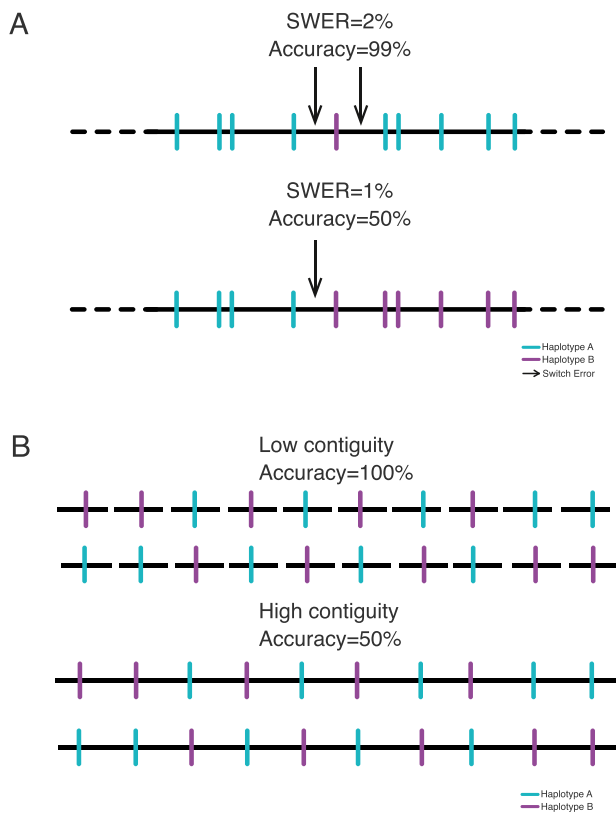 A
SWER=2%
Accuracy=99%
SWER=1%
Accuracy=50%
Haplotype A
Haplotype B
Switch Error
B
Low contiguity
Accuracy=100%
High contiguity
Accuracy=50%
Haplotype A
Haplotype B